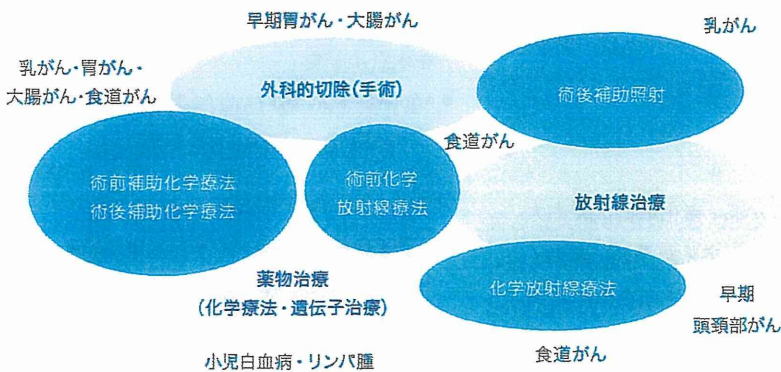 早期胃がん・大腸がん
乳がん
乳がん・胃がん・
大腸がん・食道がん
外科的切除(手術)
術後補助照射
食道がん
術前補助化学療法
術後補助化学療法
術前化学
放射線療法
放射線治療
薬物治療
(化学療法・遺伝子治療)
化学放射線療法
早期
頭頸部がん
食道がん
小児白血病・リンパ腫